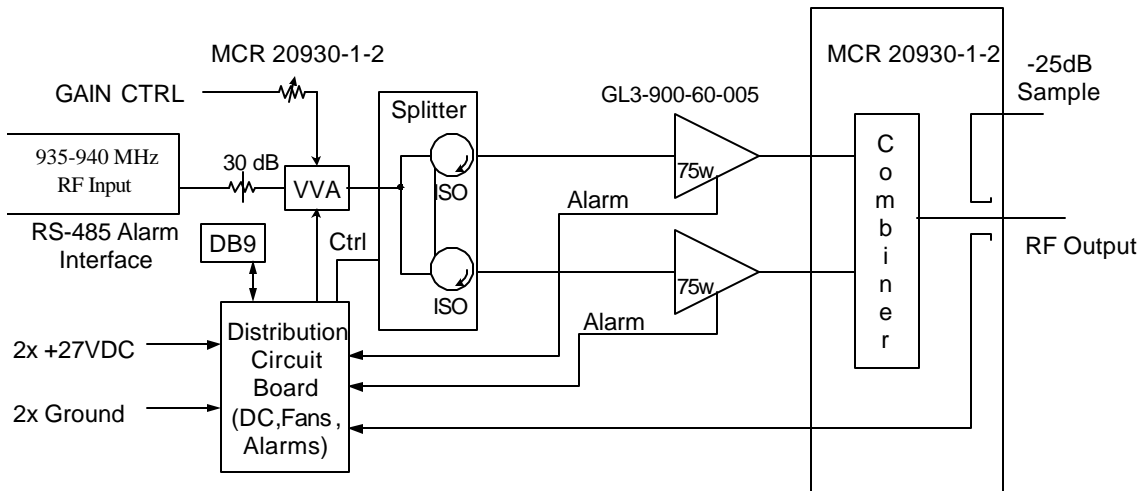 MCR 20930-1-2
MCR 20930-1-2
-25dB
Sample
GAIN CTRL
Splitter
GL3-900-60-005
935-940 MHz
RF Input
30 dB
VVA
ISO
75w
Combiner
RS-485 Alarm
Interface
DB9
Ctrl
Alarm
RF Output
ISO
75w
Alarm
2x +27VDC
2x Ground
Distribution
Circuit
Board
(DC,Fans,
Alarms)